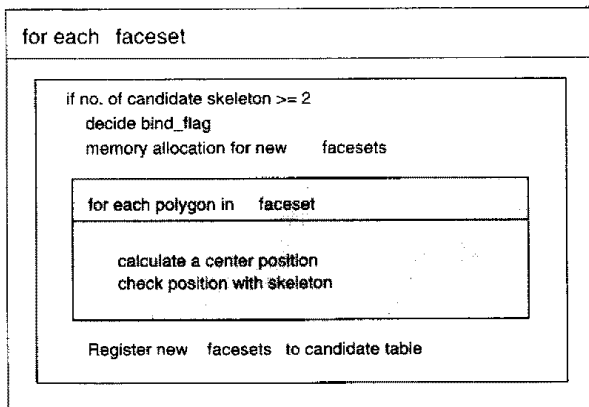 for each faceset
if no. of candidate skeleton >= 2
decide bind_flag
memory allocation for new facesets
for each polygon in faceset
calculate a center position
check position with skeleton
Register new facesets to candidate table